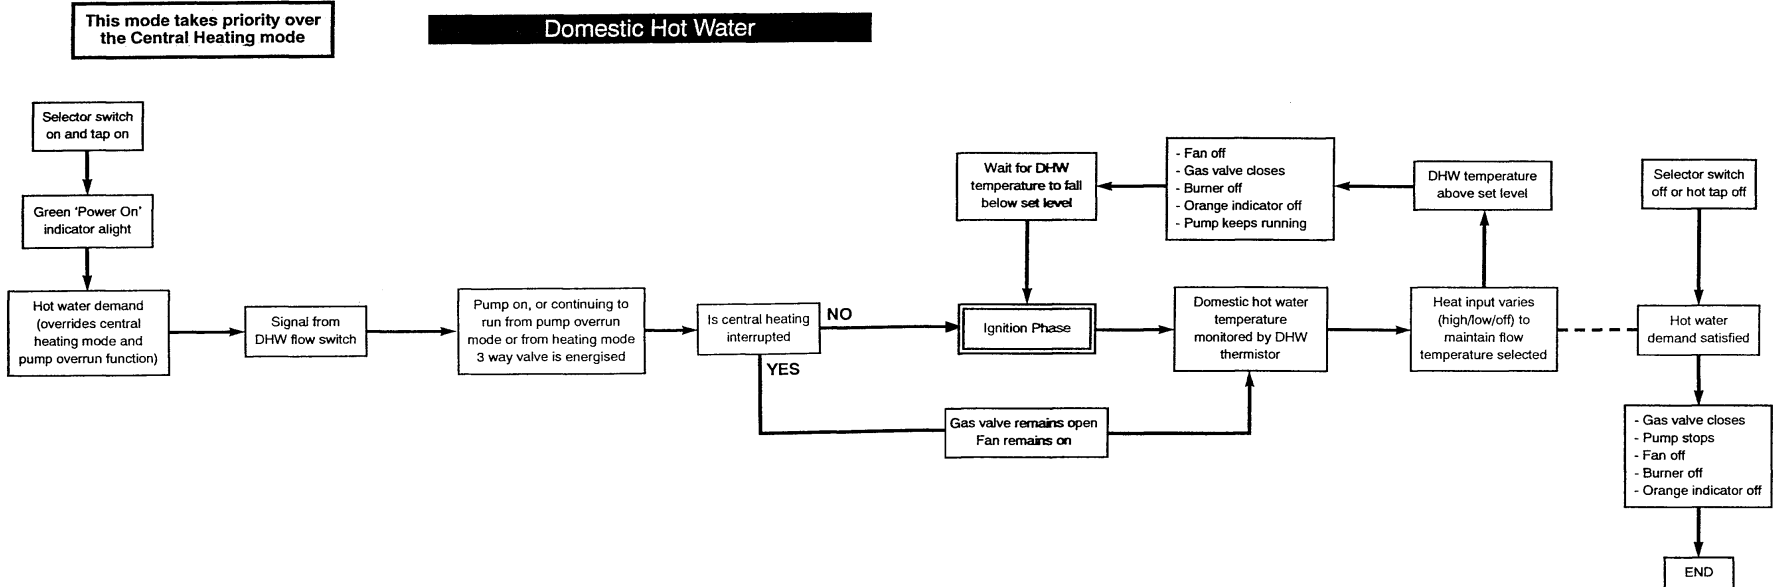 This mode takes priority over
the Central Heating mode
Domestic Hot Water
Selector switch
on and tap on
Green 'Power On'
indicator alight
Hot water demand
(overrides central
heating mode and
pump overrun function)
Signal from
DHW flow switch
Pump on, or continuing to
run from pump overrun
mode or from heating mode
3 way valve is energised
Is central heating
interrupted
NO
YES
Gas valve remains open
Fan remains on
Wait for DHW
temperature to fall
below set level
Ignition Phase
- Fan off
- Gas valve closes
- Burner off
- Orange indicator off
- Pump keeps running
Domestic hot water
temperature
monitored by DHW
thermistor
DHW temperature
above set level
Heat input varies
(high/low/off) to
maintain flow
temperature selected
Selector switch
off or hot tap off
Hot water
demand satisfied
- Gas valve closes
- Pump stops
- Fan off
- Burner off
- Orange indicator off
END